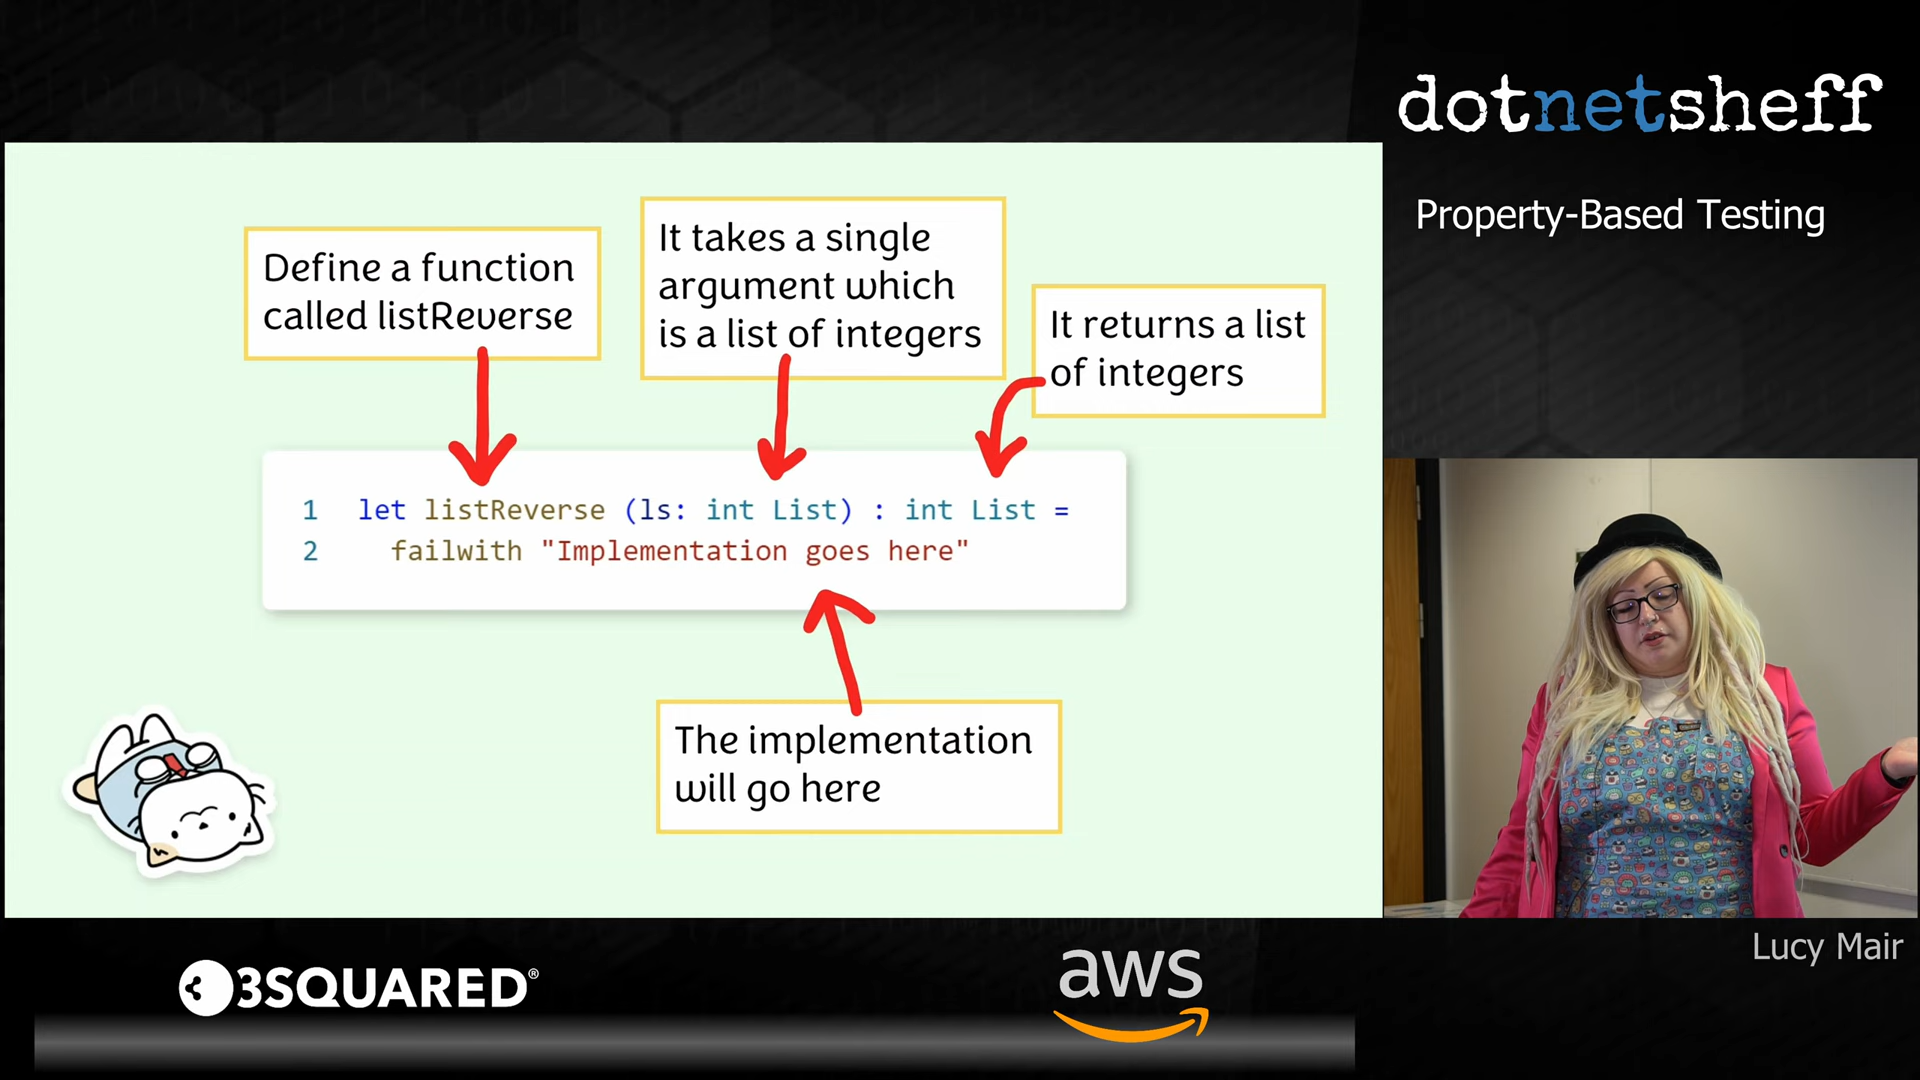 dotnetsheff
Property-Based Testing
Define a function
called listReverse
It takes a single
argument which
is a list of integers
It returns a list
of integers
1 let listReverse (ls: int List) : int List =
2 failwith "Implementation goes here"
The implementation
will go here
Lucy Mair
3SQUARED®
aws